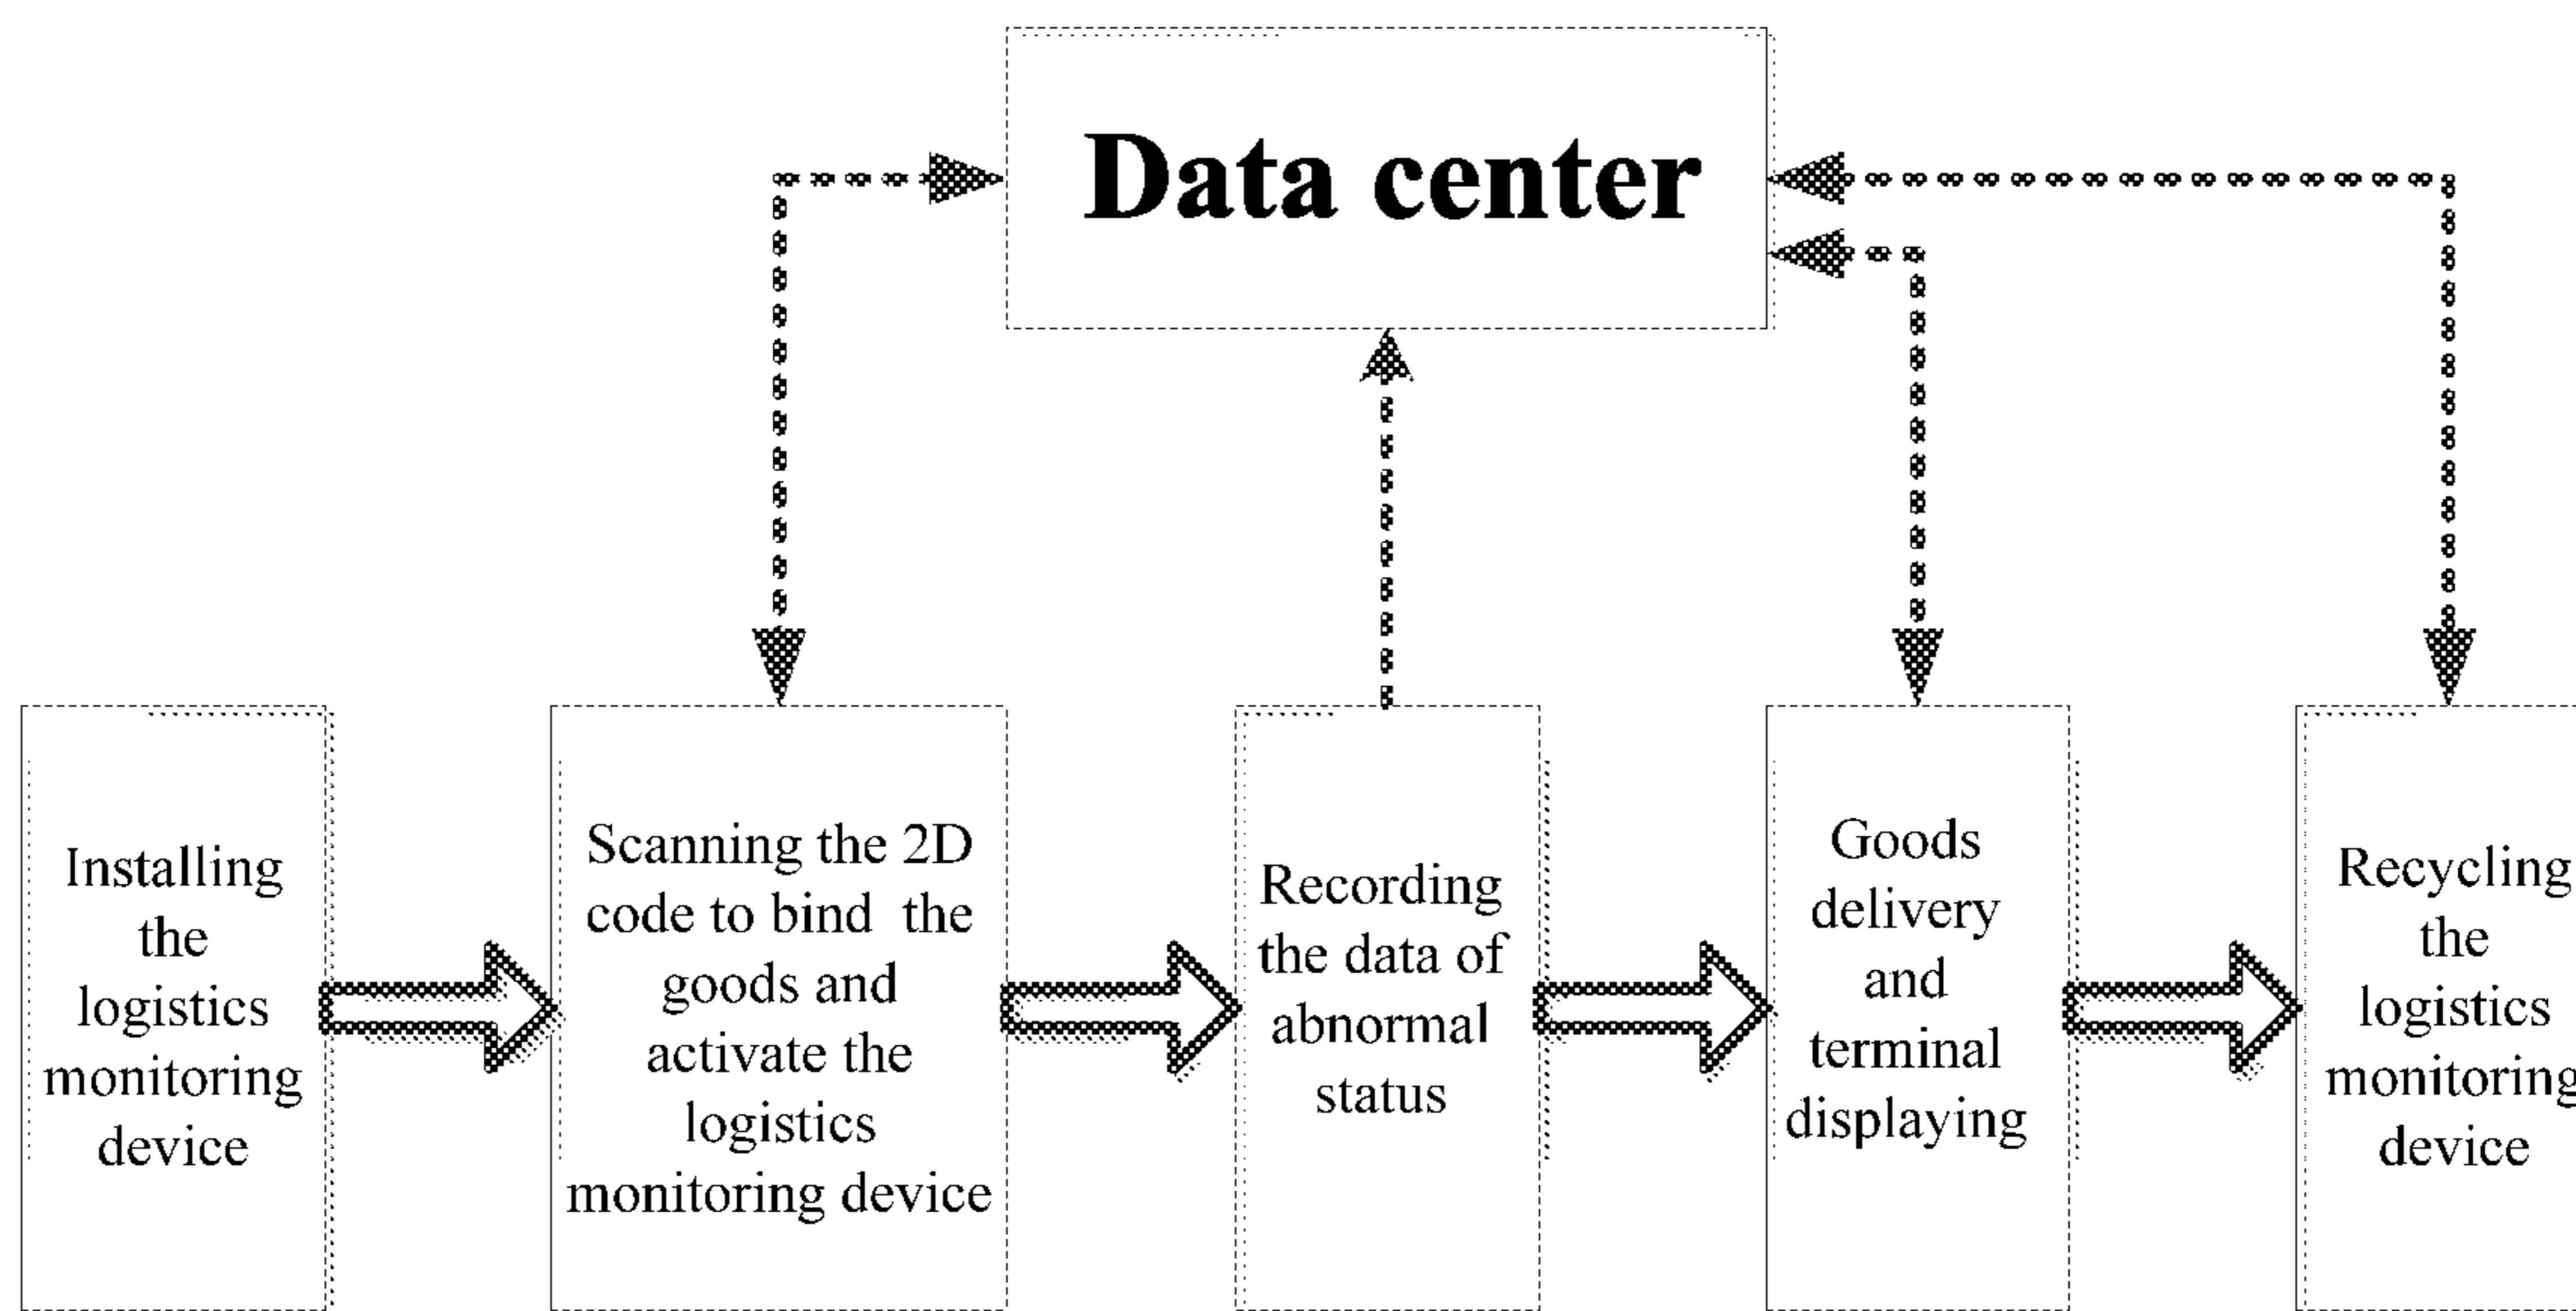 Data center
Installing
the
logistics
monitoring
device
Scanning the 2D
code to bind the
goods and
activate the
logistics
monitoring device
Recording
the data of
abnormal
status
Goods
delivery
and
terminal
displaying
Recycling
the
logistics
monitoring
device